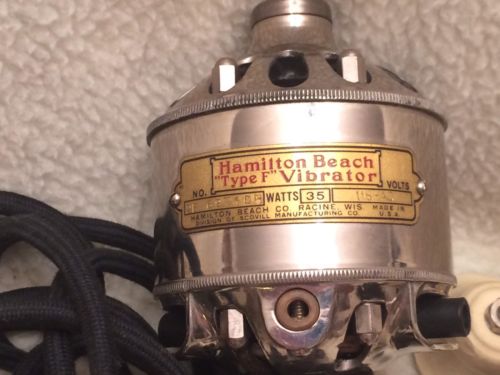 Hamilton Beach
"Type F" Vibrator
NO. WATTS 35 VOLTS
HAMILTON BEACH CO. RACINE, WIS. MADE IN
DIVISION OF SCOVILL MANUFACTURING CO. U.S.A.